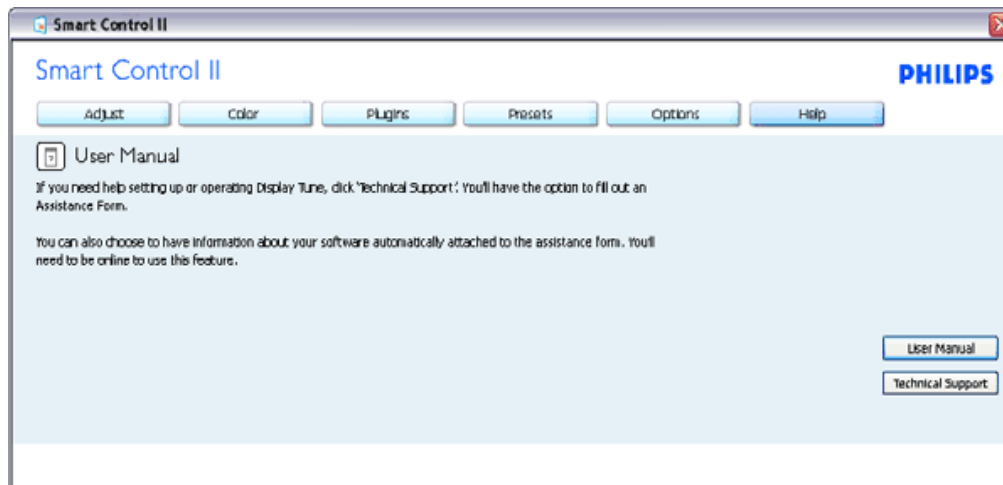 Smart Control II
Smart Control II
PHILIPS
Adjust Color Plugins Presets Options Help
User Manual
If you need help setting up or operating Display Tune, click 'Technical Support'. You'll have the option to fill out an
Assistance Form.
You can also choose to have information about your software automatically attached to the assistance form. You'll
need to be online to use this feature.
User Manual
Technical Support